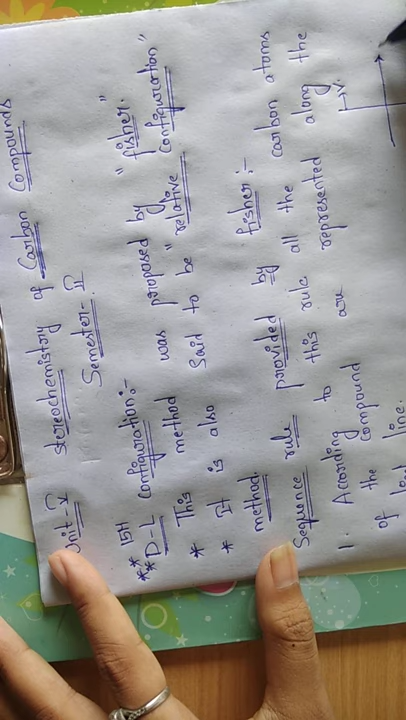 Unit-V stereochemistry of Carbon Compounds
Semester-II
** 15M
**D-L Configuration:-
* This method was proposed by "fisher."
* It is also Said to be "relative Configuration"
method.
Sequence rule provided by fisher:-
1. According to this rule all the carbon atoms
of the Compound are represented along the
line.